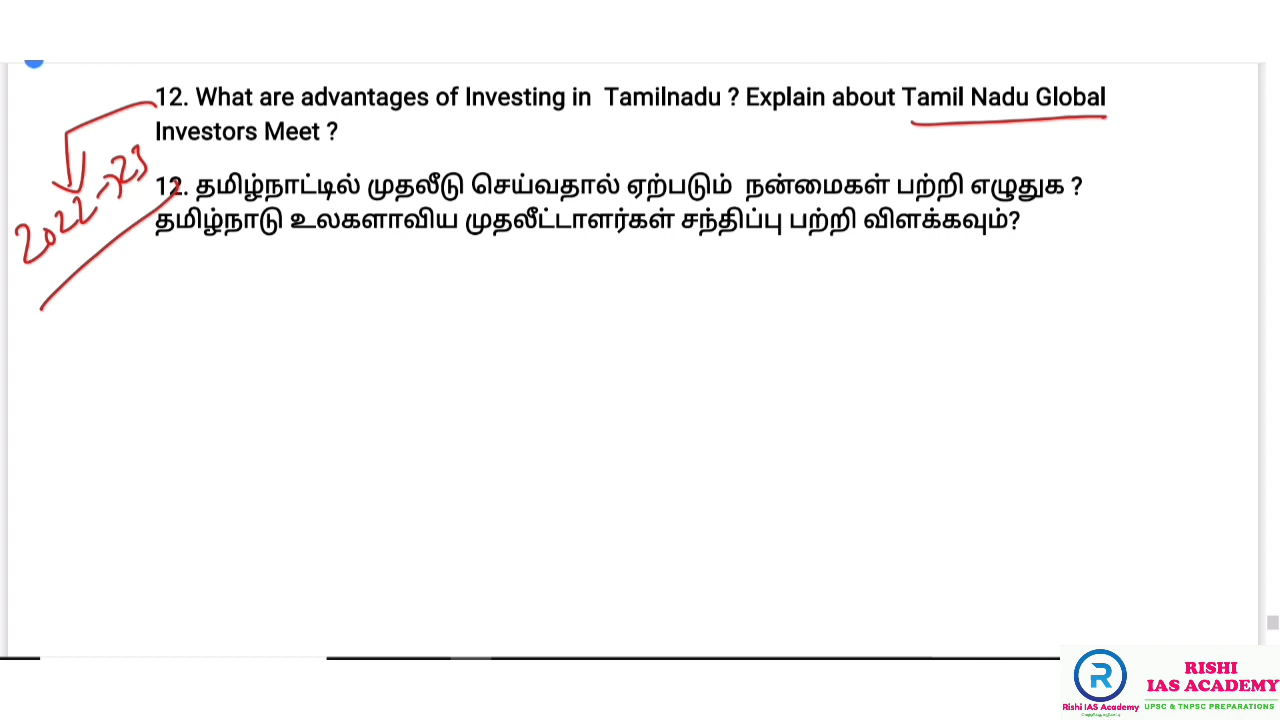 12. What are advantages of Investing in Tamilnadu ? Explain about Tamil Nadu Global
Investors Meet ?
2022-23
12. தமிழ்நாட்டில் முதலீடு செய்வதால் ஏற்படும் நன்மைகள் பற்றி எழுதுக ?
தமிழ்நாடு உலகளாவிய முதலீட்டாளர்கள் சந்திப்பு பற்றி விளக்கவும்?
R
Rishi IAS Academy
RISHI
IAS ACADEMY
UPSC & TNPSC PREPARATIONS